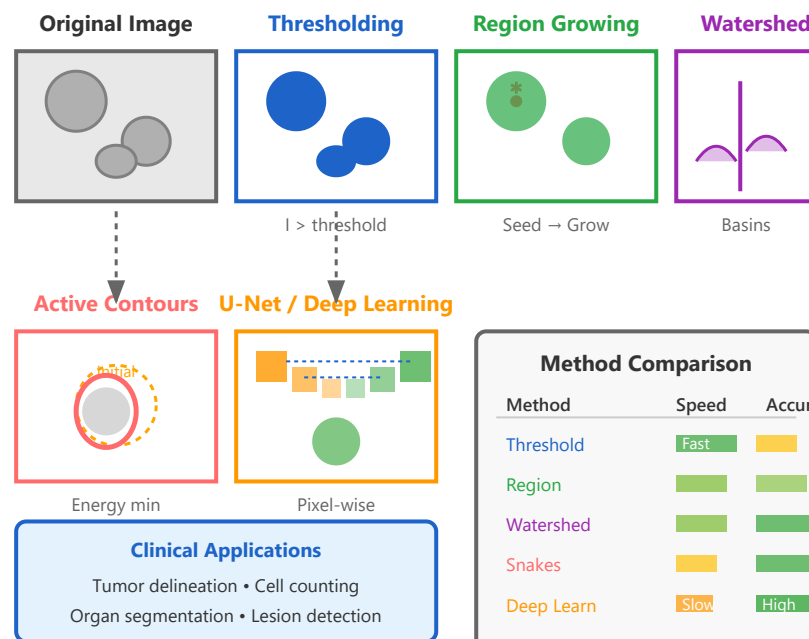 Original Image
Thresholding
Region Growing
Watershed
I > threshold
Seed → Grow
Basins
Active Contours
U-Net / Deep Learning
Initial
Energy min
Pixel-wise
Method Comparison
Method Speed Accur
Threshold Fast
Region
Watershed
Snakes
Deep Learn Slow High
Clinical Applications
Tumor delineation • Cell counting
Organ segmentation • Lesion detection